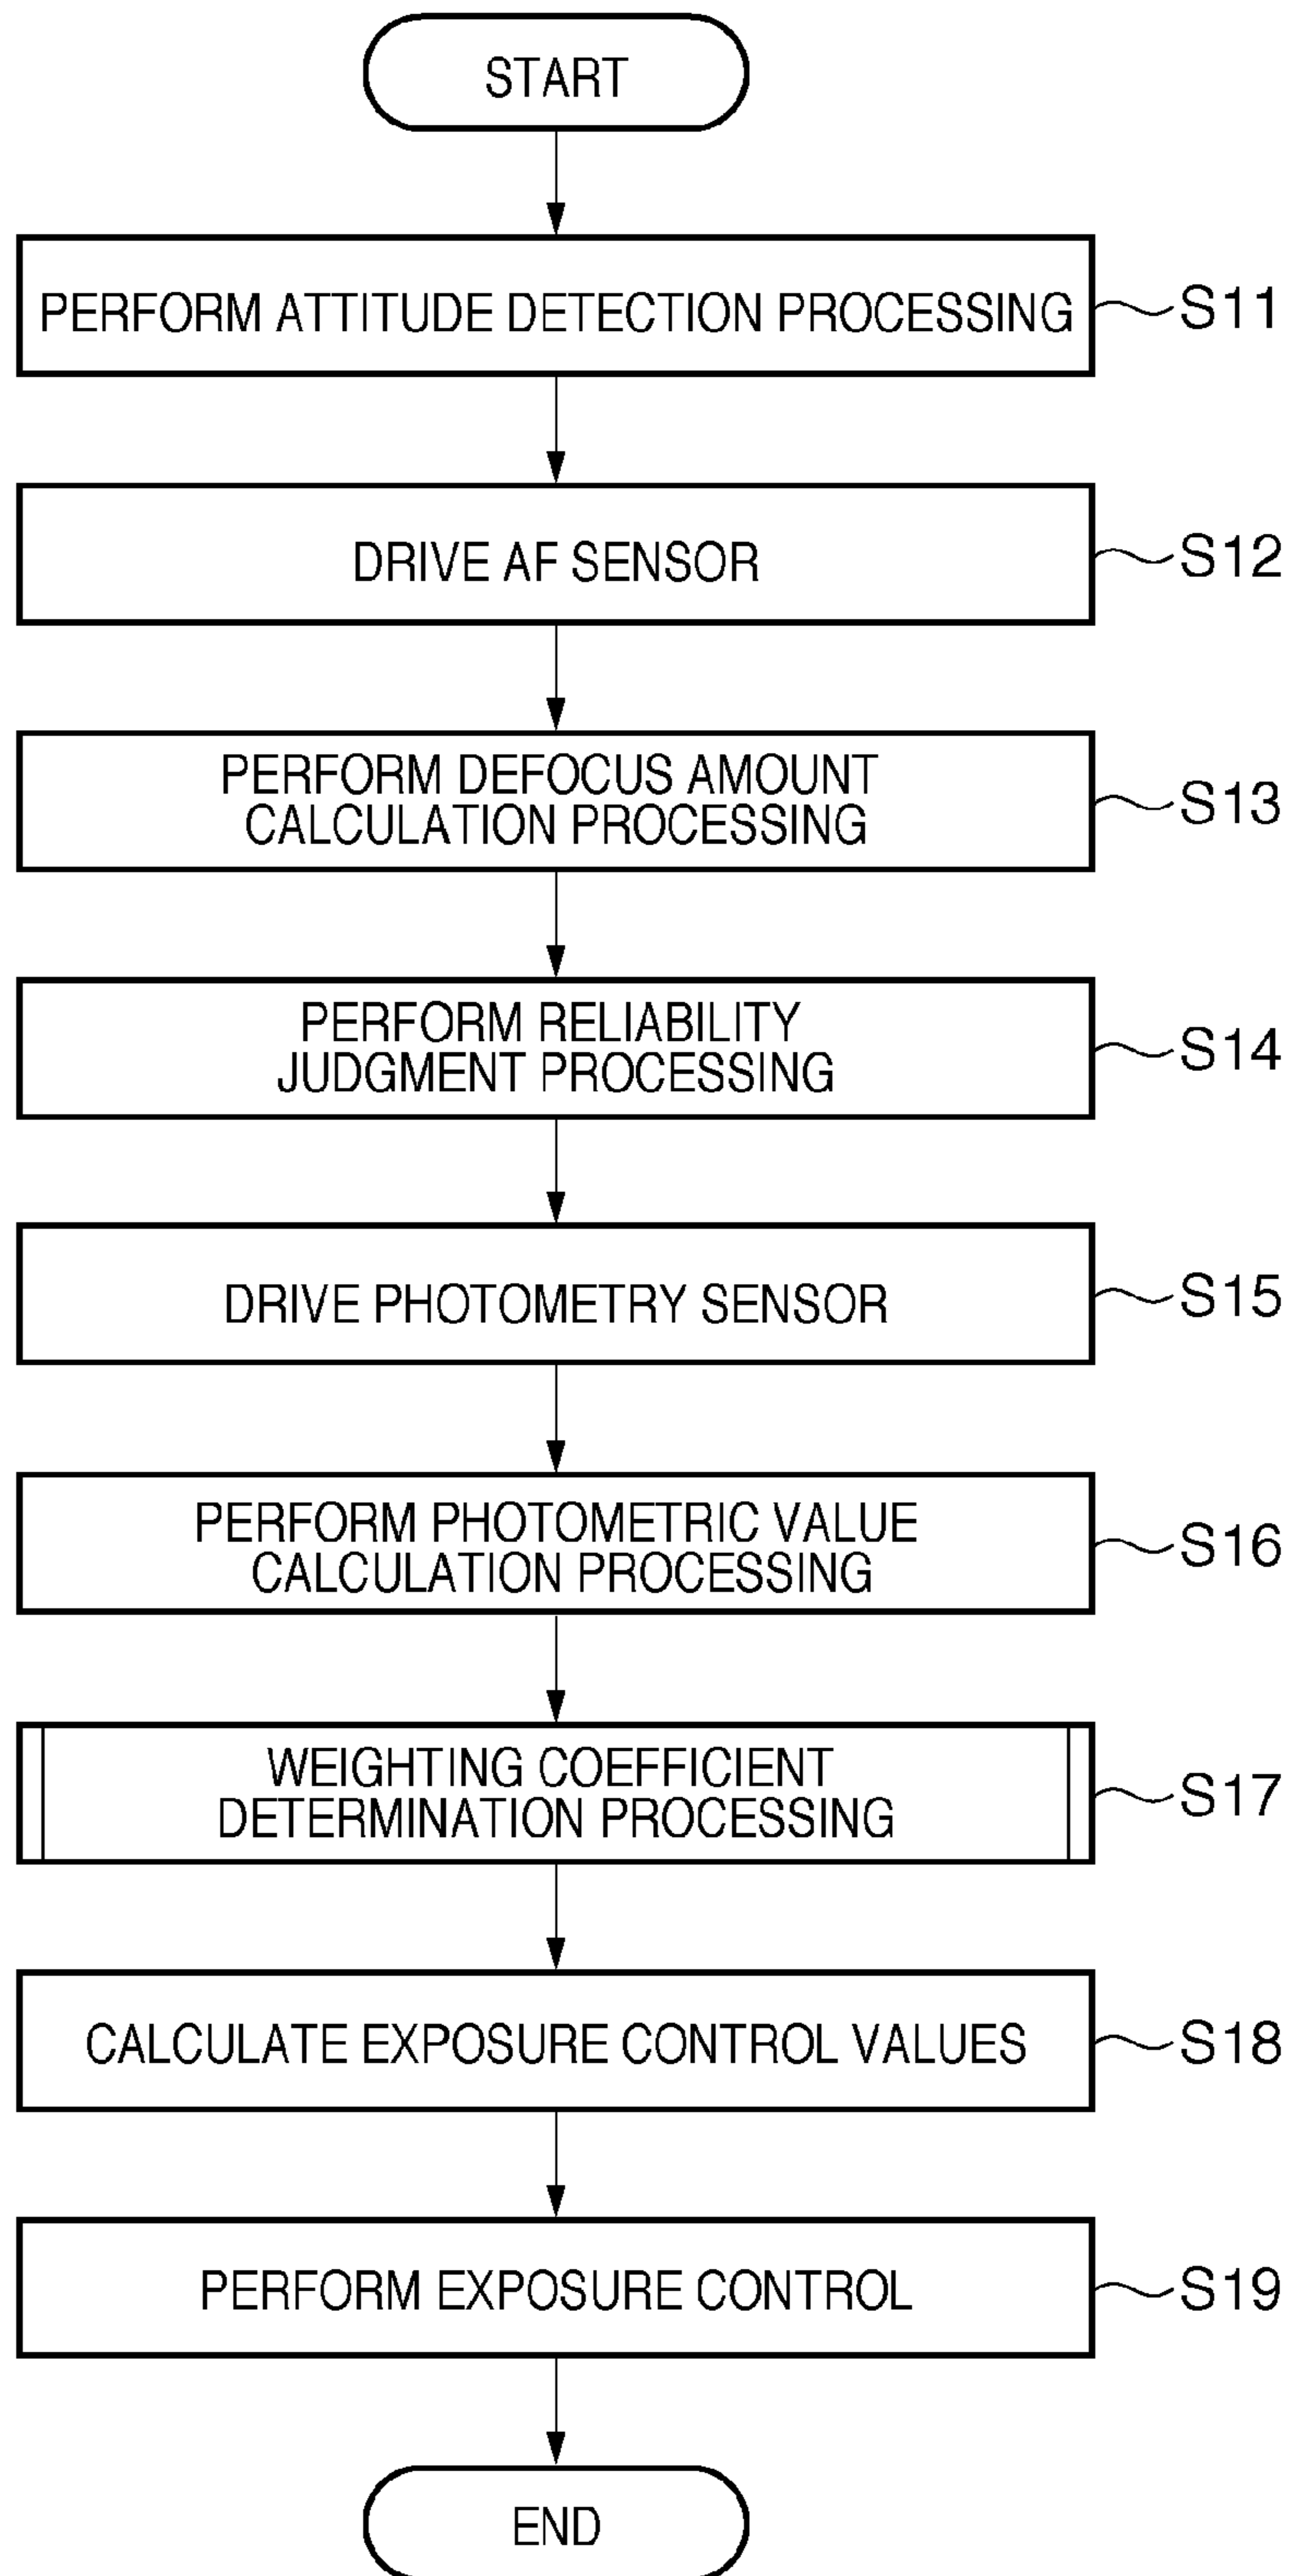 START
PERFORM ATTITUDE DETECTION PROCESSING
S11
DRIVE AF SENSOR
S12
PERFORM DEFOCUS AMOUNT
CALCULATION PROCESSING
S13
PERFORM RELIABILITY
JUDGMENT PROCESSING
S14
DRIVE PHOTOMETRY SENSOR
S15
PERFORM PHOTOMETRIC VALUE
CALCULATION PROCESSING
S16
WEIGHTING COEFFICIENT
DETERMINATION PROCESSING
S17
CALCULATE EXPOSURE CONTROL VALUES
S18
PERFORM EXPOSURE CONTROL
S19
END